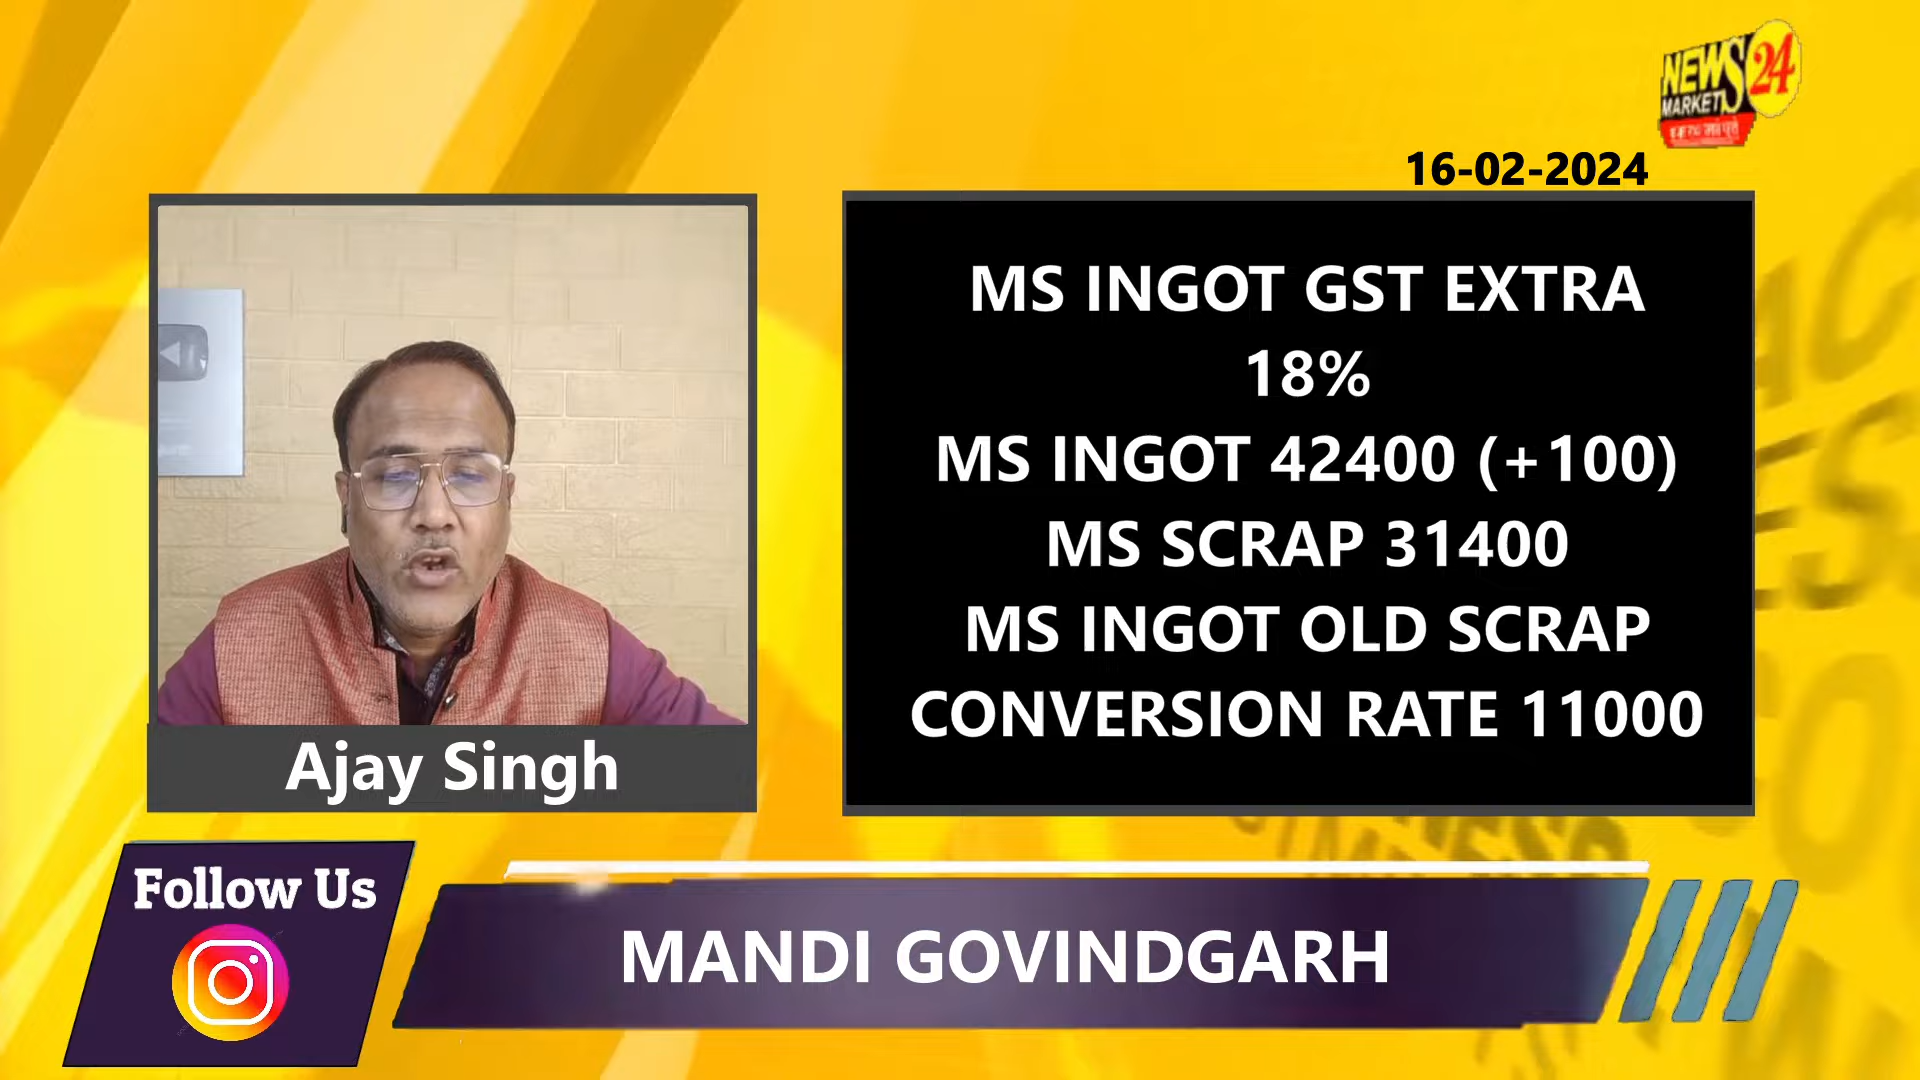 NEWS 24
MARKETS
16-02-2024
MS INGOT GST EXTRA
18%
MS INGOT 42400 (+100)
MS SCRAP 31400
MS INGOT OLD SCRAP
CONVERSION RATE 11000
Ajay Singh
Follow Us
MANDI GOVINDGARH